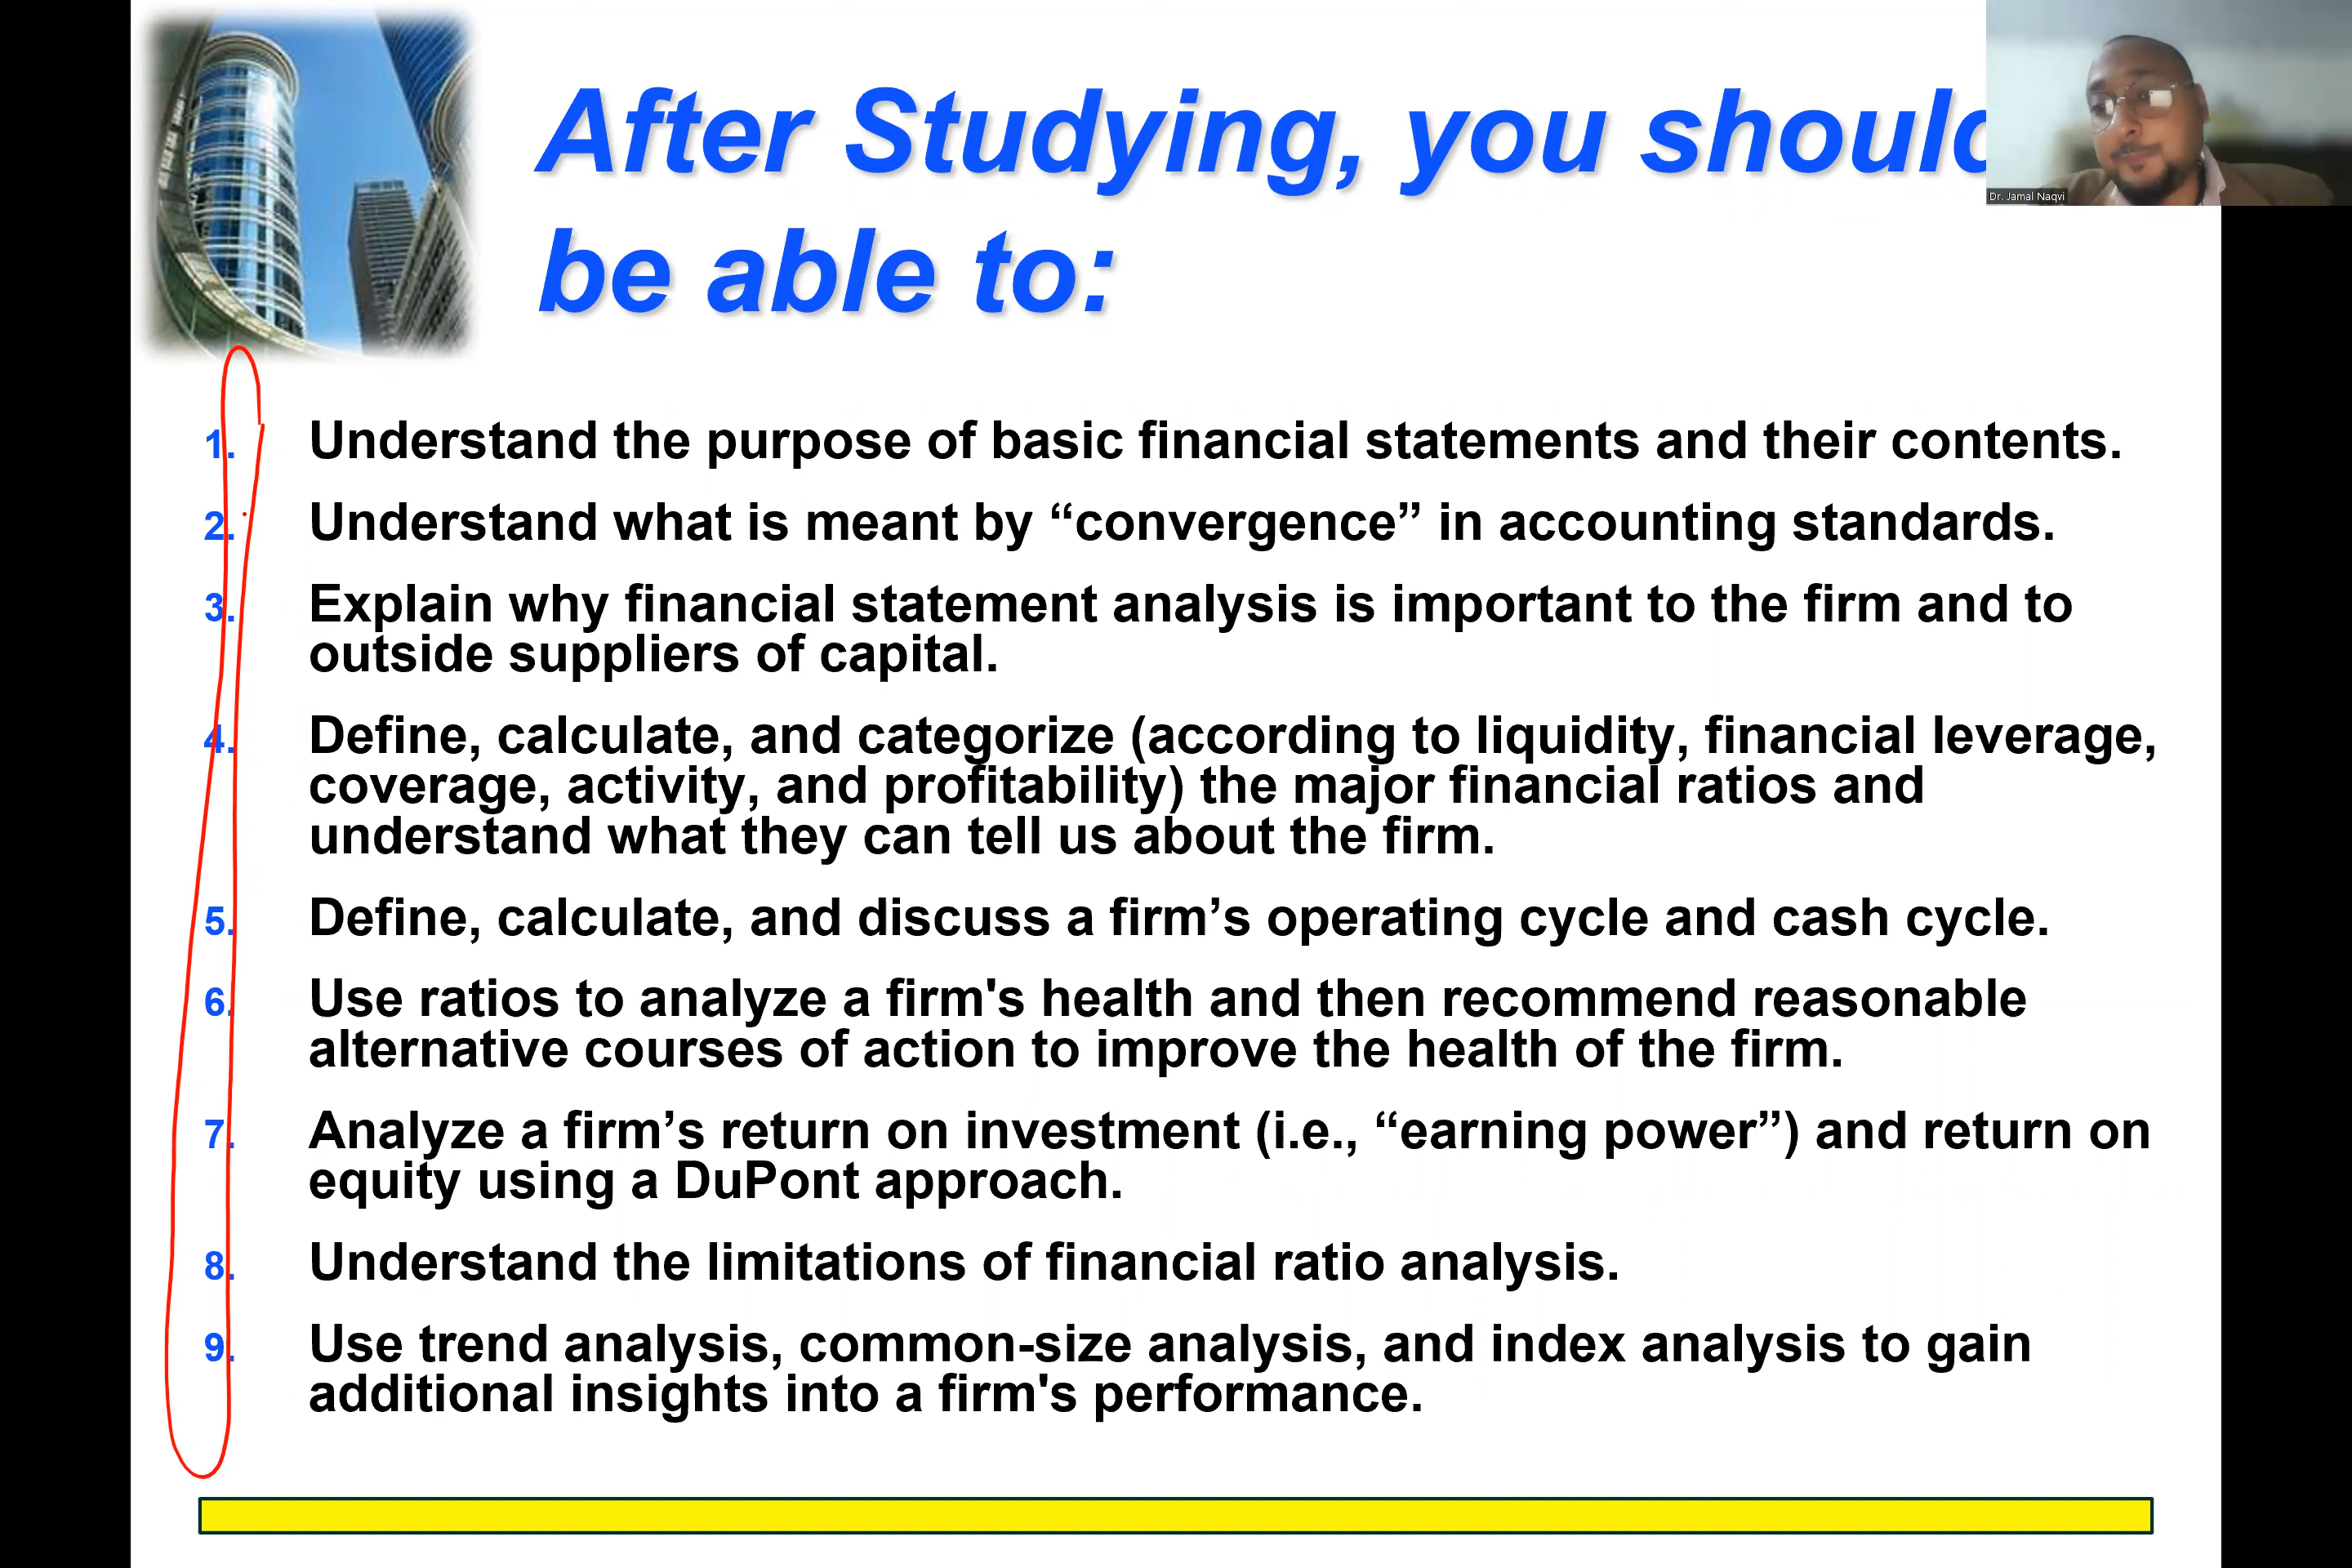 After Studying, you should
be able to:
Dr. Jamal Naqvi
1. Understand the purpose of basic financial statements and their contents.
2. Understand what is meant by “convergence” in accounting standards.
3. Explain why financial statement analysis is important to the firm and to
outside suppliers of capital.
4. Define, calculate, and categorize (according to liquidity, financial leverage,
coverage, activity, and profitability) the major financial ratios and
understand what they can tell us about the firm.
5. Define, calculate, and discuss a firm’s operating cycle and cash cycle.
6. Use ratios to analyze a firm's health and then recommend reasonable
alternative courses of action to improve the health of the firm.
7. Analyze a firm’s return on investment (i.e., “earning power”) and return on
equity using a DuPont approach.
8. Understand the limitations of financial ratio analysis.
9. Use trend analysis, common-size analysis, and index analysis to gain
additional insights into a firm's performance.